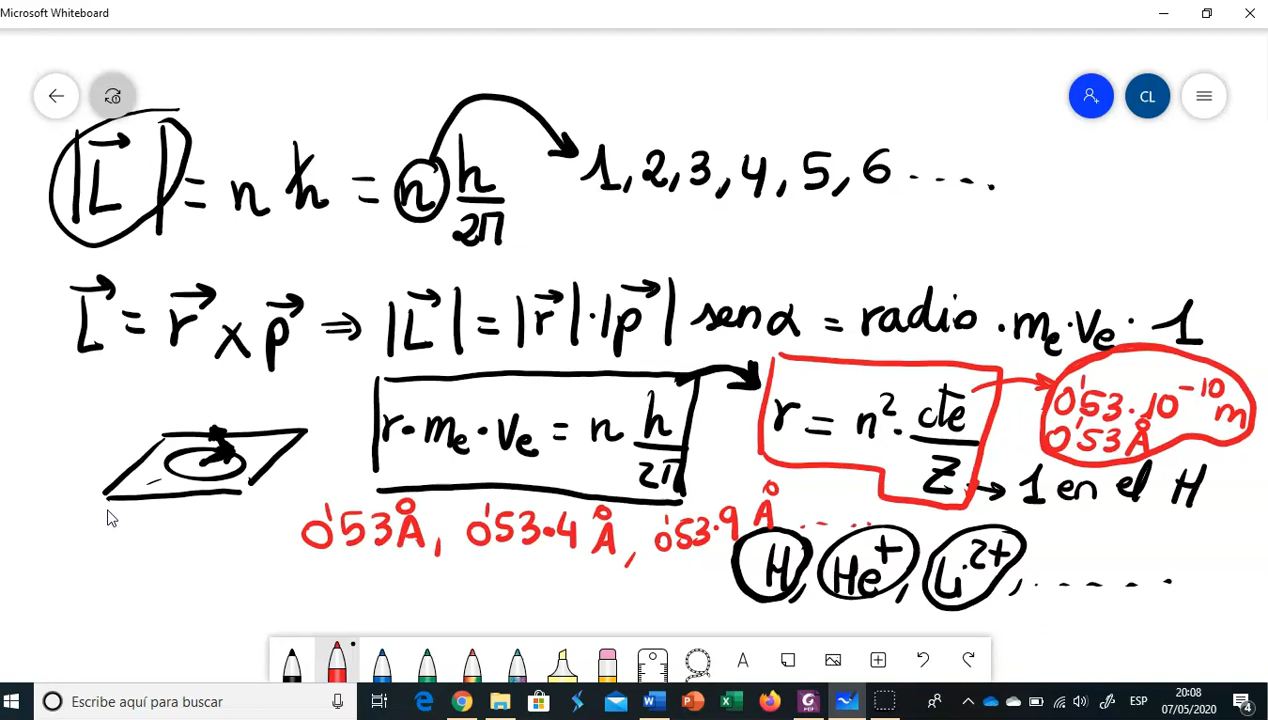 Microsoft Whiteboard
CL
|L⃗| = n ħ = n h/2π → 1, 2, 3, 4, 5, 6 .....
L⃗ = r⃗ x p⃗ ⇒ |L⃗| = |r⃗|·|p⃗| sen α = radio · me · ve · 1
r · me · ve = n h/2π
r = n² · cte/Z
0'53·10⁻¹⁰ m
0'53 Å
→ 1 en el H
0'53 Å, 0'53·4 Å, 0'53·9 Å .....
H, He⁺, Li²⁺, .......
A
Escribe aquí para buscar
ESP
20:08
07/05/2020
4